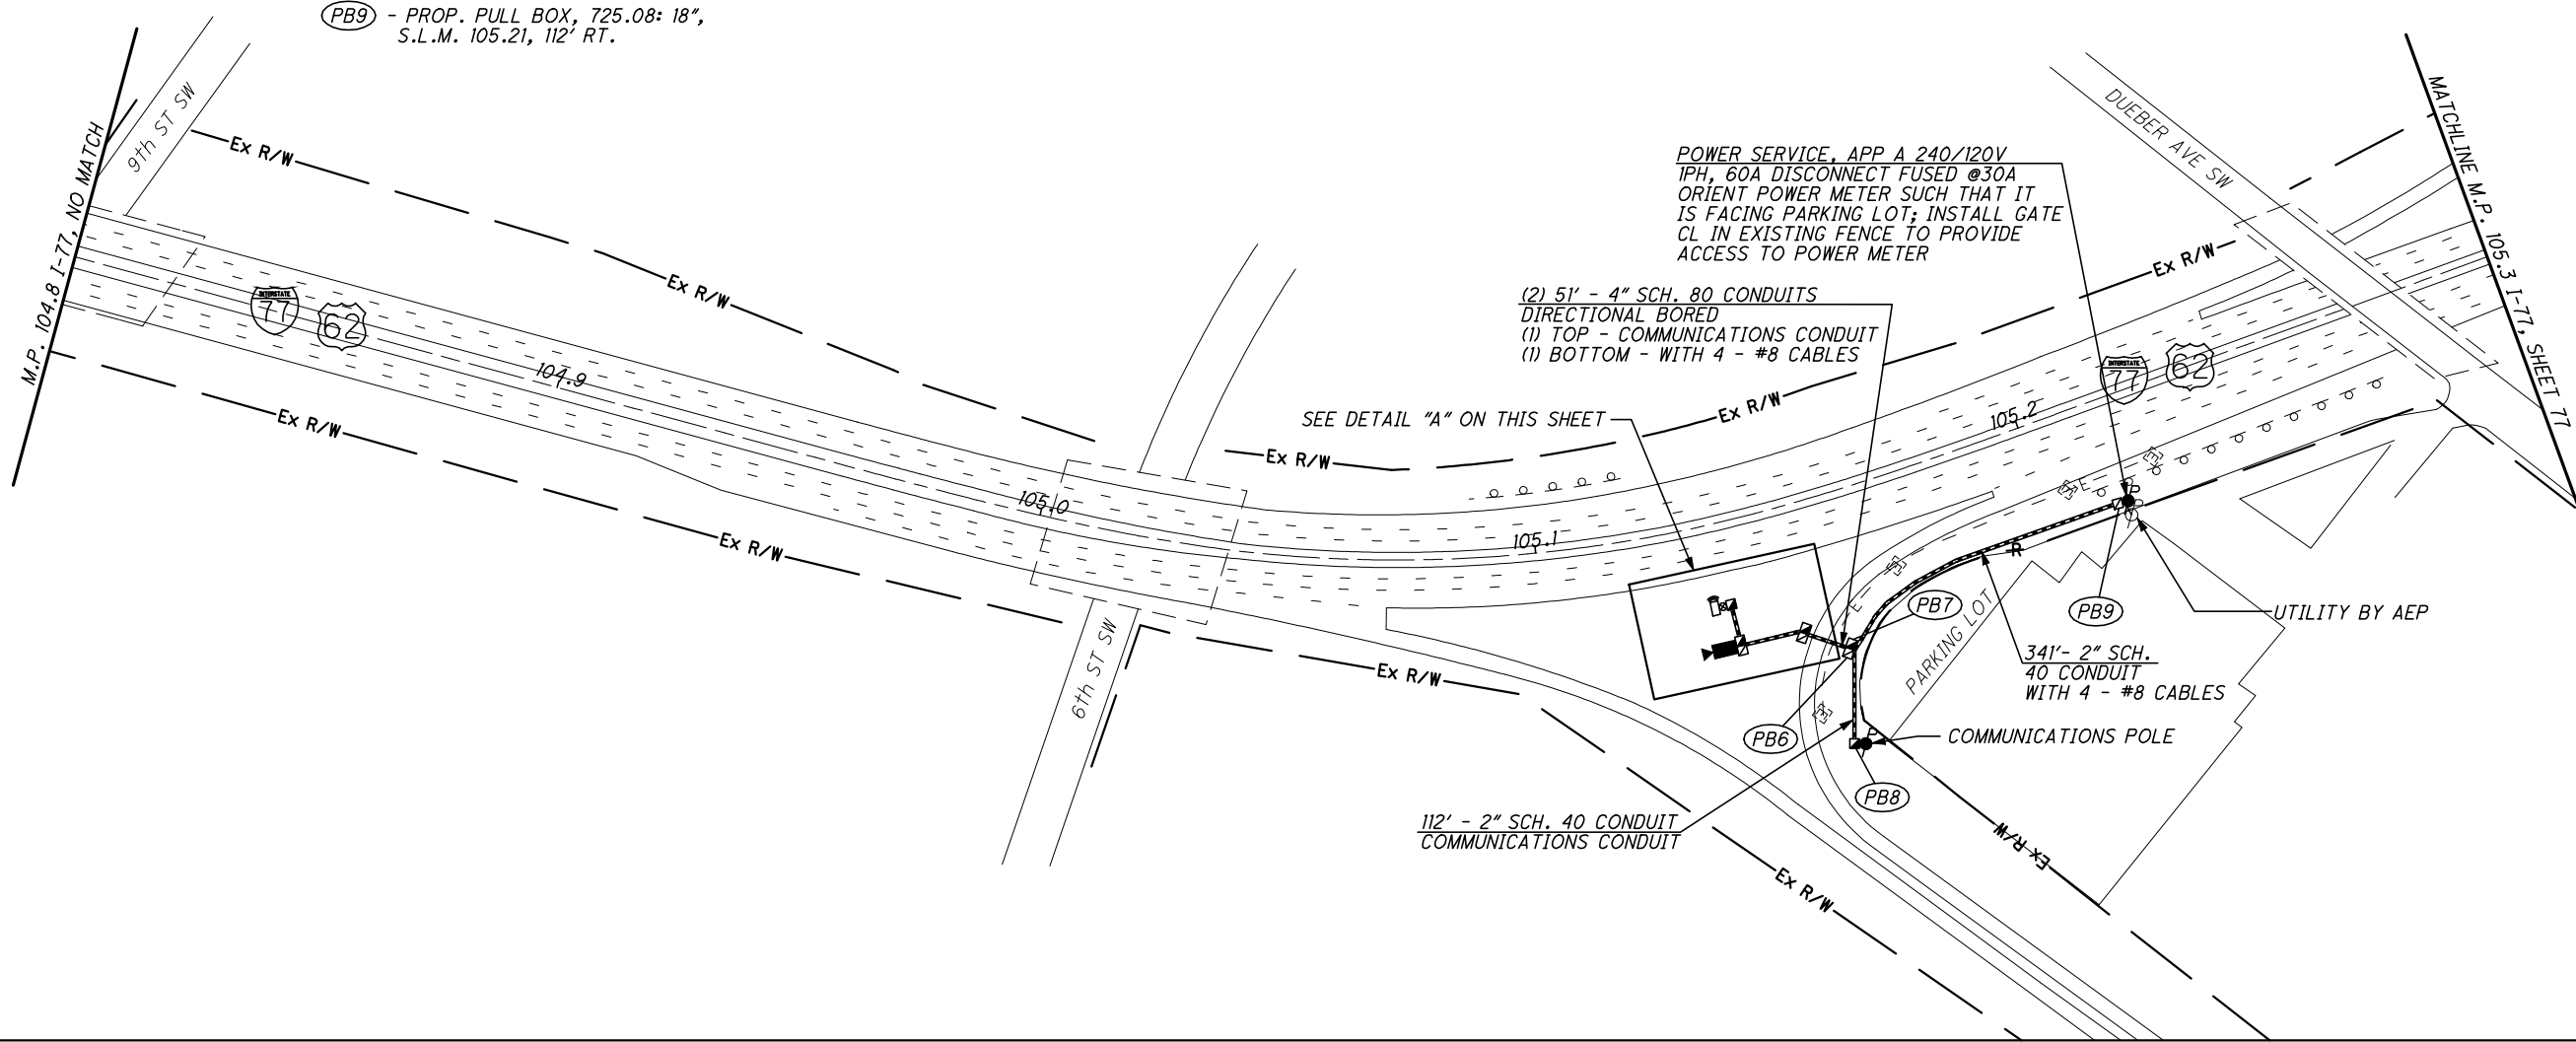 PB9 - PROP. PULL BOX, 725.08: 18",
S.L.M. 105.21, 112' RT.
M.P. 104.8 I-77, NO MATCH
9th ST SW
Ex R/W
Ex R/W
Ex R/W
Ex R/W
Ex R/W
Ex R/W
Ex R/W
Ex R/W
Ex R/W
Ex R/W
INTERSTATE
77
62
104.9
105.0
105.1
105.2
6th ST SW
DUEBER AVE SW
MATCHLINE M.P. 105.3 I-77, SHEET 77
INTERSTATE
77
62
POWER SERVICE, APP A 240/120V
1PH, 60A DISCONNECT FUSED @30A
ORIENT POWER METER SUCH THAT IT
IS FACING PARKING LOT; INSTALL GATE
CL IN EXISTING FENCE TO PROVIDE
ACCESS TO POWER METER
(2) 51' - 4" SCH. 80 CONDUITS
DIRECTIONAL BORED
(1) TOP - COMMUNICATIONS CONDUIT
(1) BOTTOM - WITH 4 - #8 CABLES
SEE DETAIL "A" ON THIS SHEET
E
E
R
P
PB7
PB9
UTILITY BY AEP
PARKING LOT
341'- 2" SCH.
40 CONDUIT
WITH 4 - #8 CABLES
PB6
P
COMMUNICATIONS POLE
PB8
112' - 2" SCH. 40 CONDUIT
COMMUNICATIONS CONDUIT